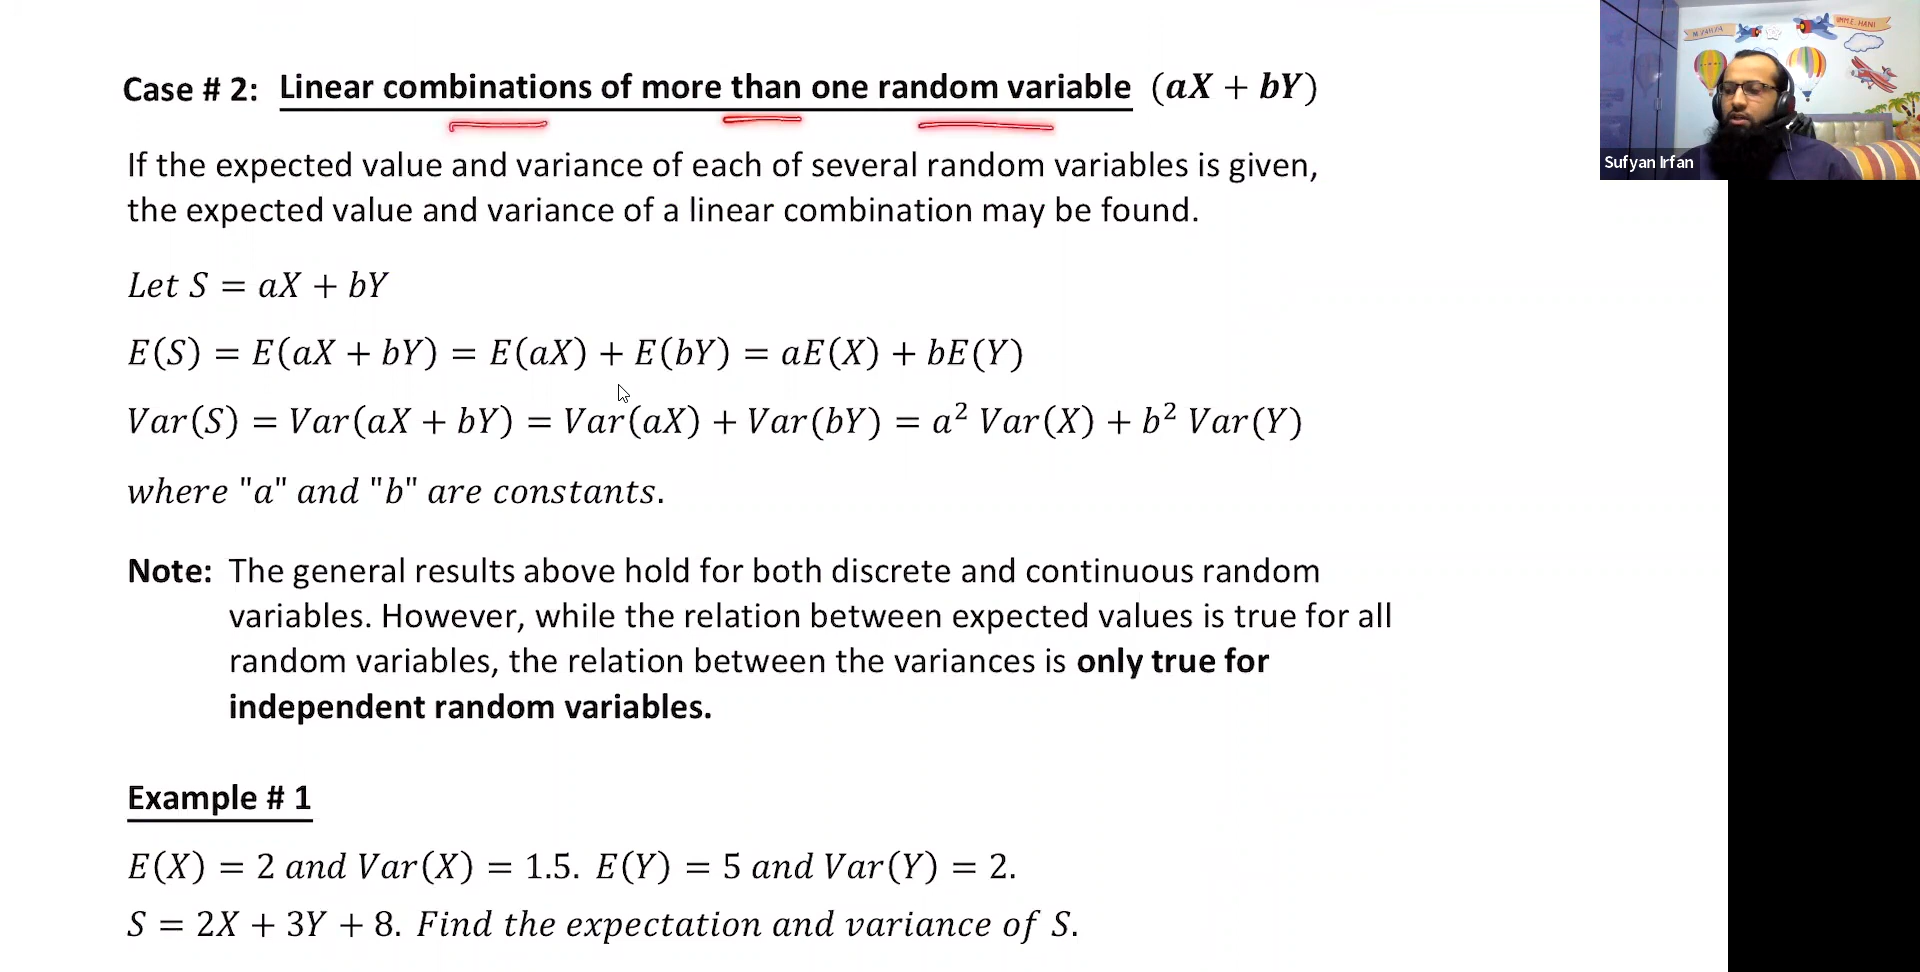 Case # 2: Linear combinations of more than one random variable (aX + bY)
If the expected value and variance of each of several random variables is given,
the expected value and variance of a linear combination may be found.
Let S = aX + bY
E(S) = E(aX + bY) = E(aX) + E(bY) = aE(X) + bE(Y)
Var(S) = Var(aX + bY) = Var(aX) + Var(bY) = a² Var(X) + b² Var(Y)
where "a" and "b" are constants.
Note: The general results above hold for both discrete and continuous random
variables. However, while the relation between expected values is true for all
random variables, the relation between the variances is only true for
independent random variables.
Example # 1
E(X) = 2 and Var(X) = 1.5. E(Y) = 5 and Var(Y) = 2.
S = 2X + 3Y + 8. Find the expectation and variance of S.
Sufyan Irfan